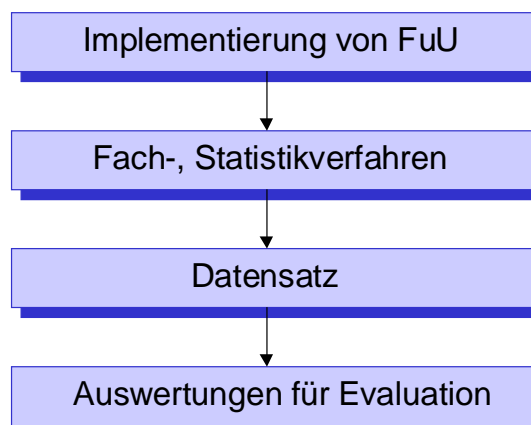 Implementierung von FuU
Fach-, Statistikverfahren
Datensatz
Auswertungen für Evaluation